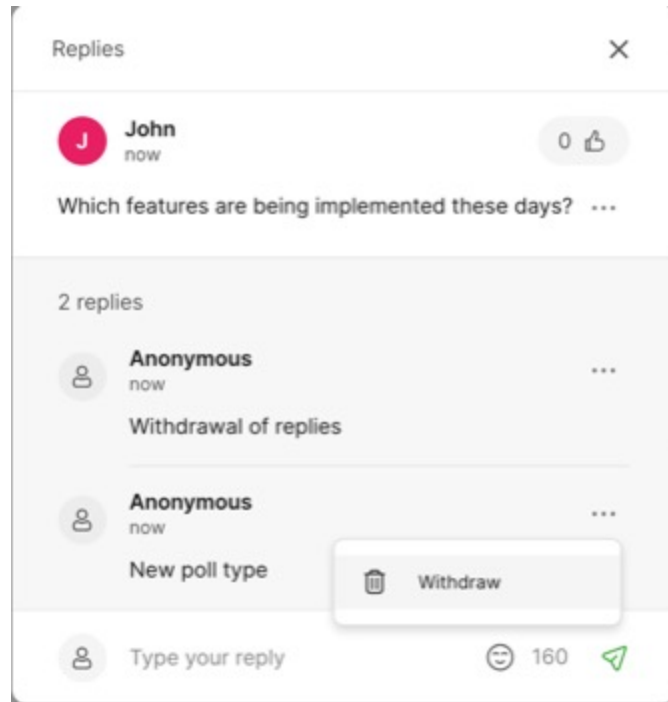 Replies
J
John
now
0
Which features are being implemented these days?
2 replies
Anonymous
now
Withdrawal of replies
Anonymous
now
New poll type
Withdraw
Type your reply
160